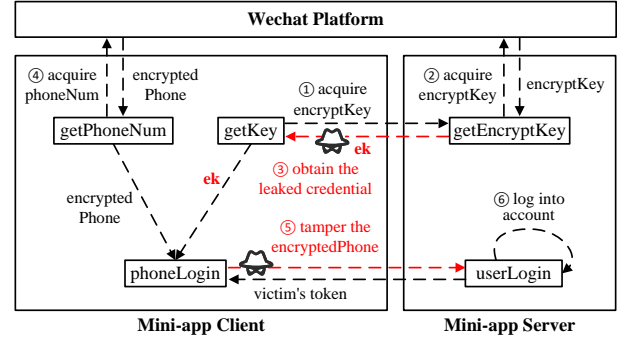 Wechat Platform
④ acquire
phoneNum
encrypted
Phone
① acquire
encryptKey
② acquire
encryptKey
encryptKey
getPhoneNum
getKey
getEncryptKey
ek
③ obtain the
leaked credential
ek
encrypted
Phone
⑤ tamper the
encryptedPhone
⑥ log into
account
phoneLogin
userLogin
victim's token
Mini-app Client
Mini-app Server